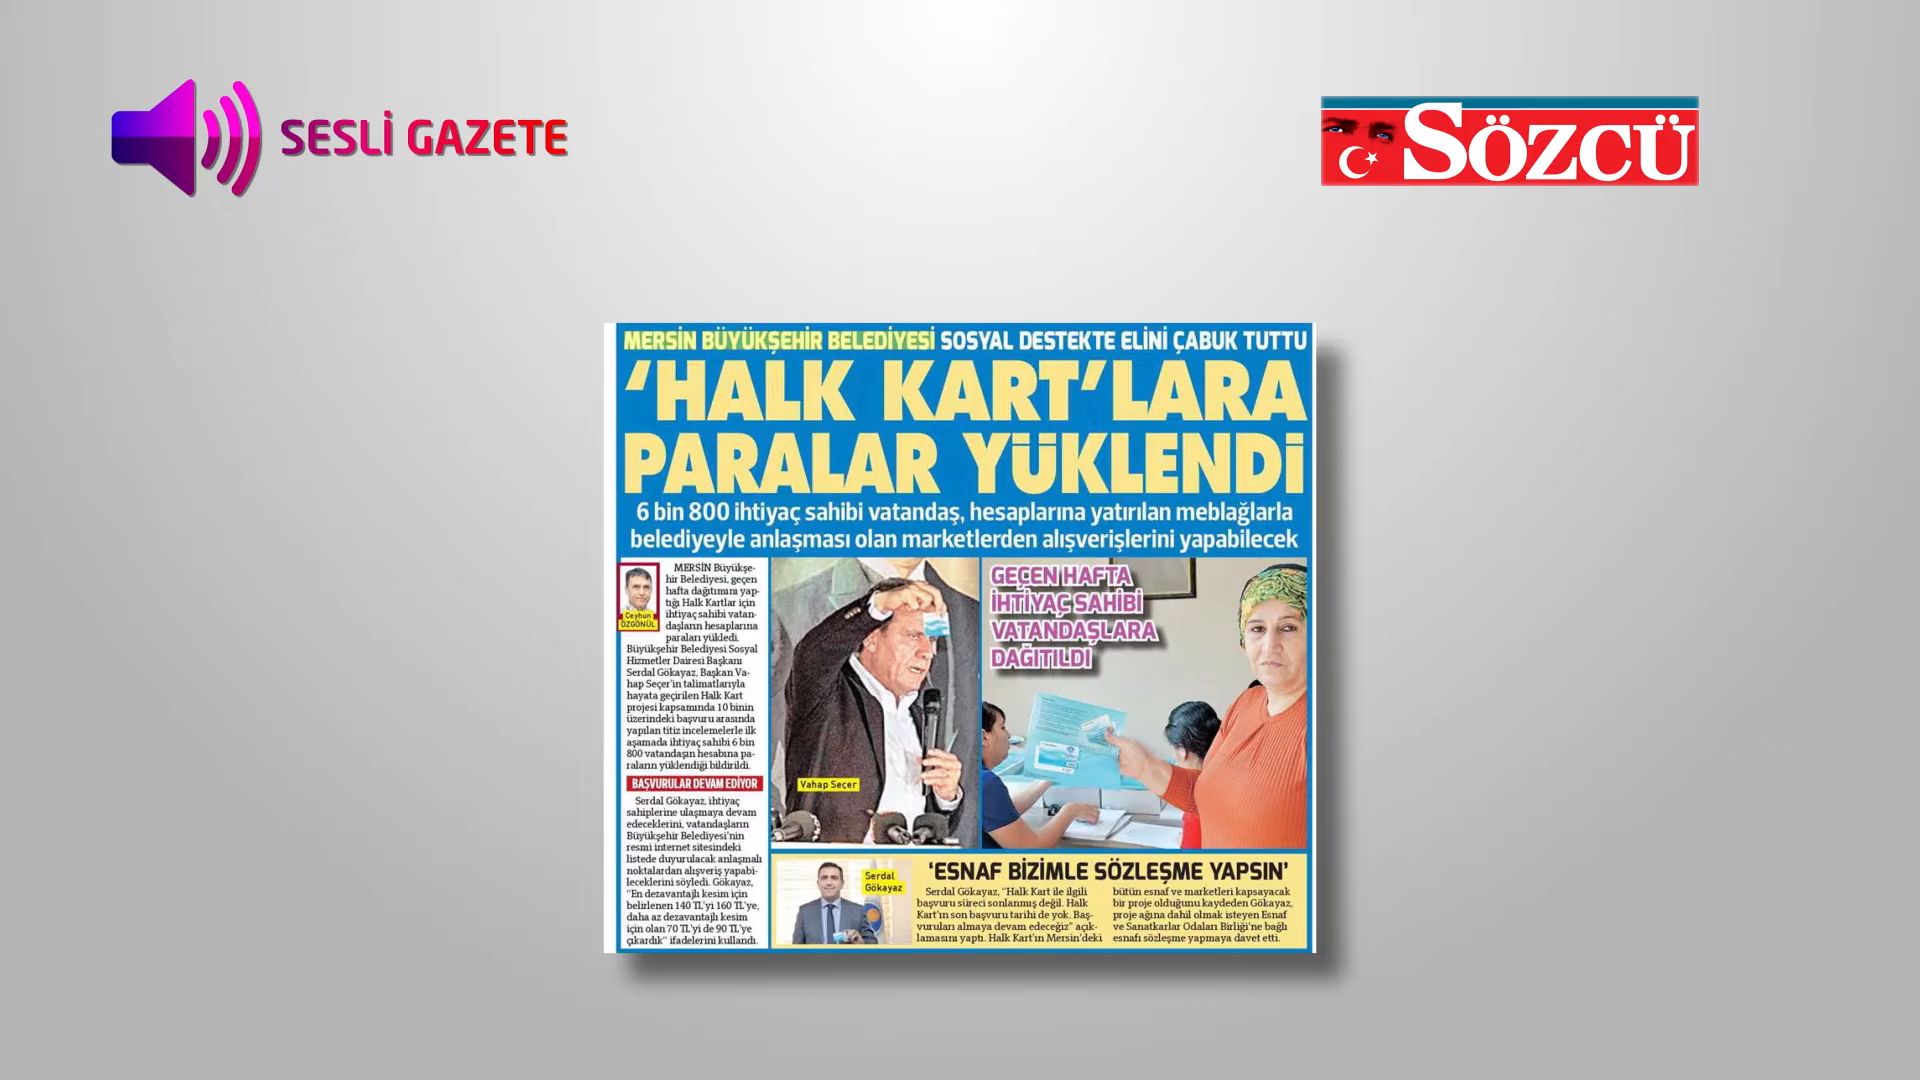 SESLİ GAZETE
SÖZCÜ
MERSİN BÜYÜKŞEHİR BELEDİYESİ SOSYAL DESTEKTE ELİNİ ÇABUK TUTTU
‘HALK KART’LARA
PARALAR YÜKLENDİ
6 bin 800 ihtiyaç sahibi vatandaş, hesaplarına yatırılan meblağlarla
belediyeyle anlaşması olan marketlerden alışverişlerini yapabilecek
Ceyhun
ÖZGÖNÜL
MERSİN Büyükşe-
hir Belediyesi, geçen
hafta dağıtımını yap-
tığı Halk Kartlar için
ihtiyaç sahibi vatan-
daşların hesaplarına
paraları yükledi.
Büyükşehir Belediyesi Sosyal
Hizmetler Dairesi Başkanı
Serdal Gökayaz, Başkan Va-
hap Seçer’in talimatlarıyla
hayata geçirilen Halk Kart
projesi kapsamında 10 binin
üzerindeki başvuru arasında
yapılan titiz incelemelerle ilk
aşamada ihtiyaç sahibi 6 bin
800 vatandaşın hesabına pa-
raların yüklendiği bildirildi.
BAŞVURULAR DEVAM EDİYOR
Serdal Gökayaz, ihtiyaç
sahiplerine ulaşmaya devam
edeceklerini, vatandaşların
Büyükşehir Belediyesi’nin
resmi internet sitesindeki
listede duyurulacak anlaşmalı
noktalardan alışveriş yapabi-
leceklerini söyledi. Gökayaz,
“En dezavantajlı kesim için
belirlenen 140 TL’yi 160 TL’ye,
daha az dezavantajlı kesim
için olan 70 TL’yi de 90 TL’ye
çıkardık” ifadelerini kullandı.
Vahap Seçer
GEÇEN HAFTA
İHTİYAÇ SAHİBİ
VATANDAŞLARA
DAĞITILDI
Serdal
Gökayaz
‘ESNAF BİZİMLE SÖZLEŞME YAPSIN’
Serdal Gökayaz, “Halk Kart ile ilgili
başvuru süreci sonlanmış değil. Halk
Kart’ın son başvuru tarihi de yok. Baş-
vuruları almaya devam edeceğiz” açık-
lamasını yaptı. Halk Kart’ın Mersin’deki
bütün esnaf ve marketleri kapsayacak
bir proje olduğunu kaydeden Gökayaz,
proje ağına dahil olmak isteyen Esnaf
ve Sanatkarlar Odaları Birliği’ne bağlı
esnafı sözleşme yapmaya davet etti.